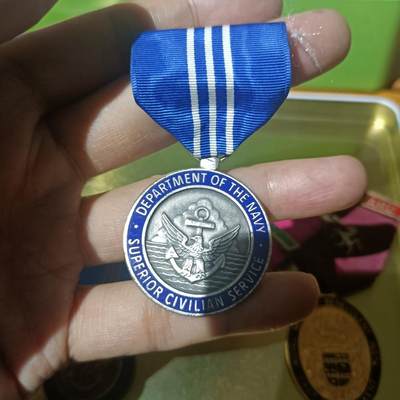 DEPARTMENT OF THE NAVY
SUPERIOR CIVILIAN SERVICE